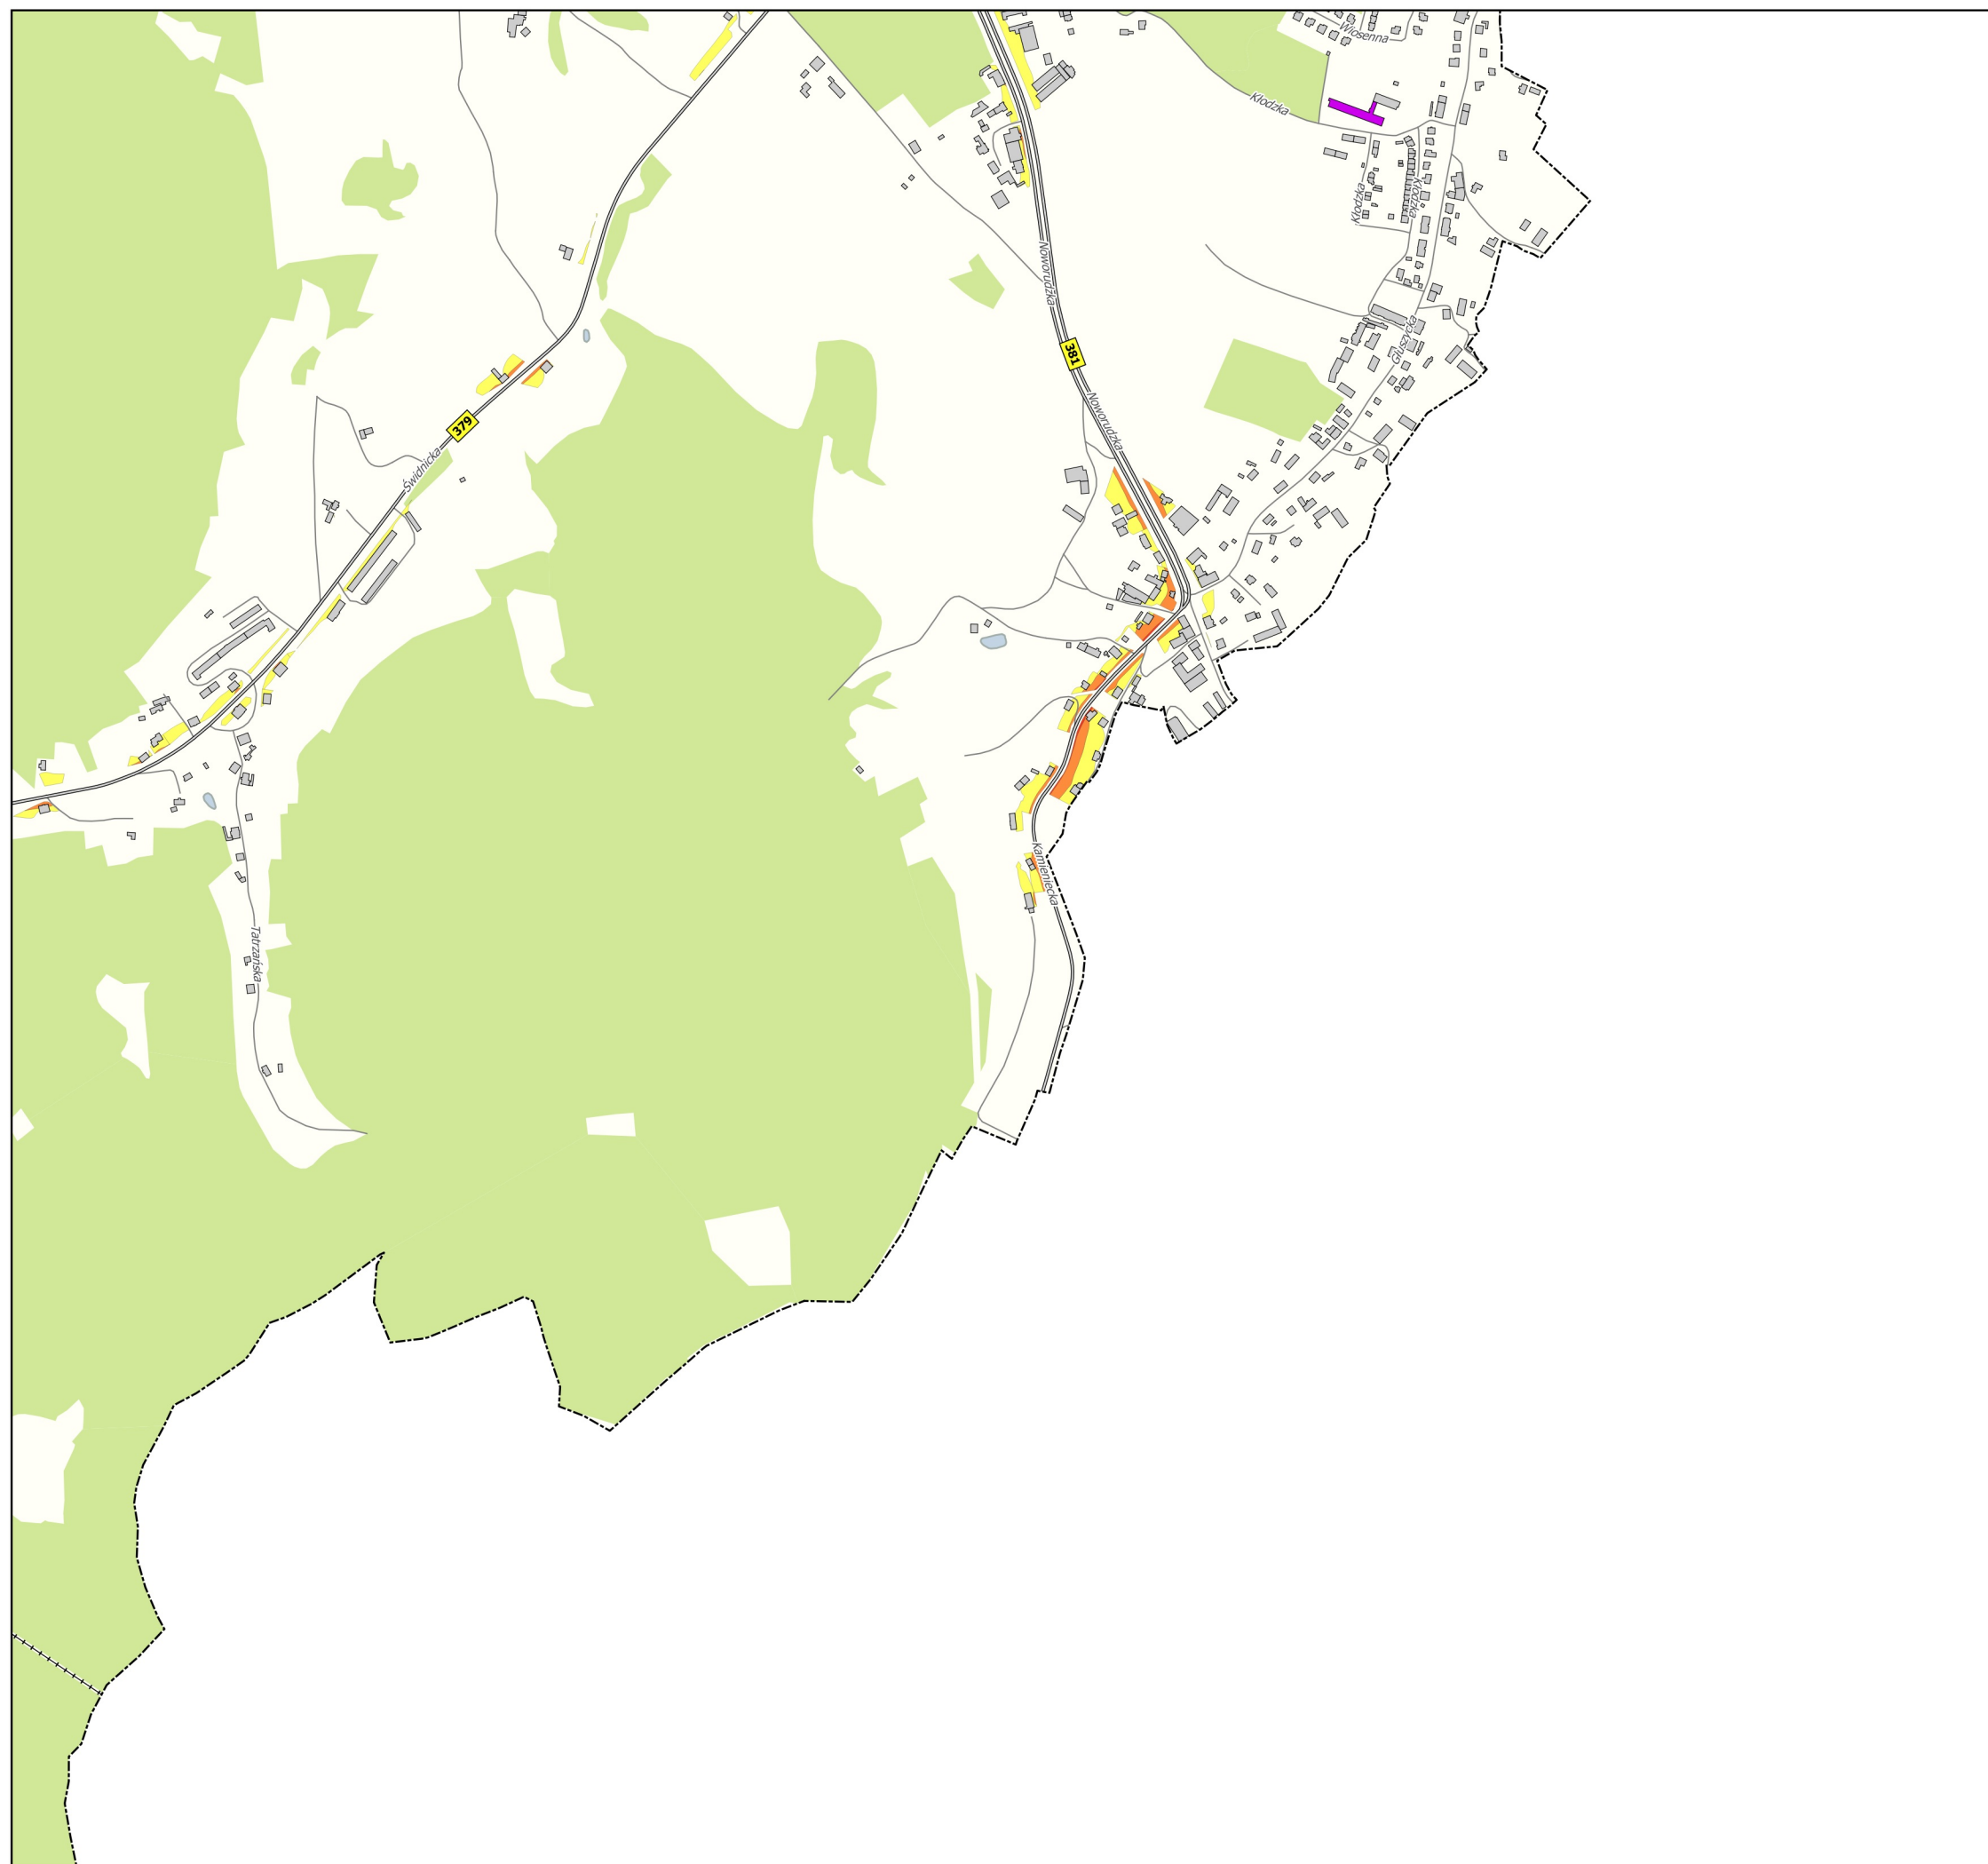 Wiosenna
Kłodzka
Kłodzka
Kłodzka
Noworudzka
Głuszycka
381
Noworudzka
379
Świdnicka
Kamieniecka
Tatrzańska